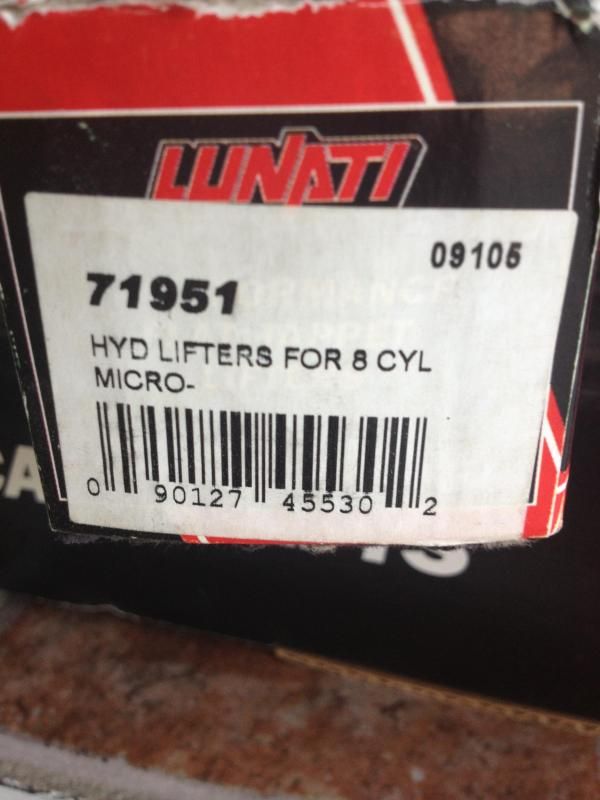 LUNATI
09105
71951
HYD LIFTERS FOR 8 CYL
MICRO-
0 90127 45530 2